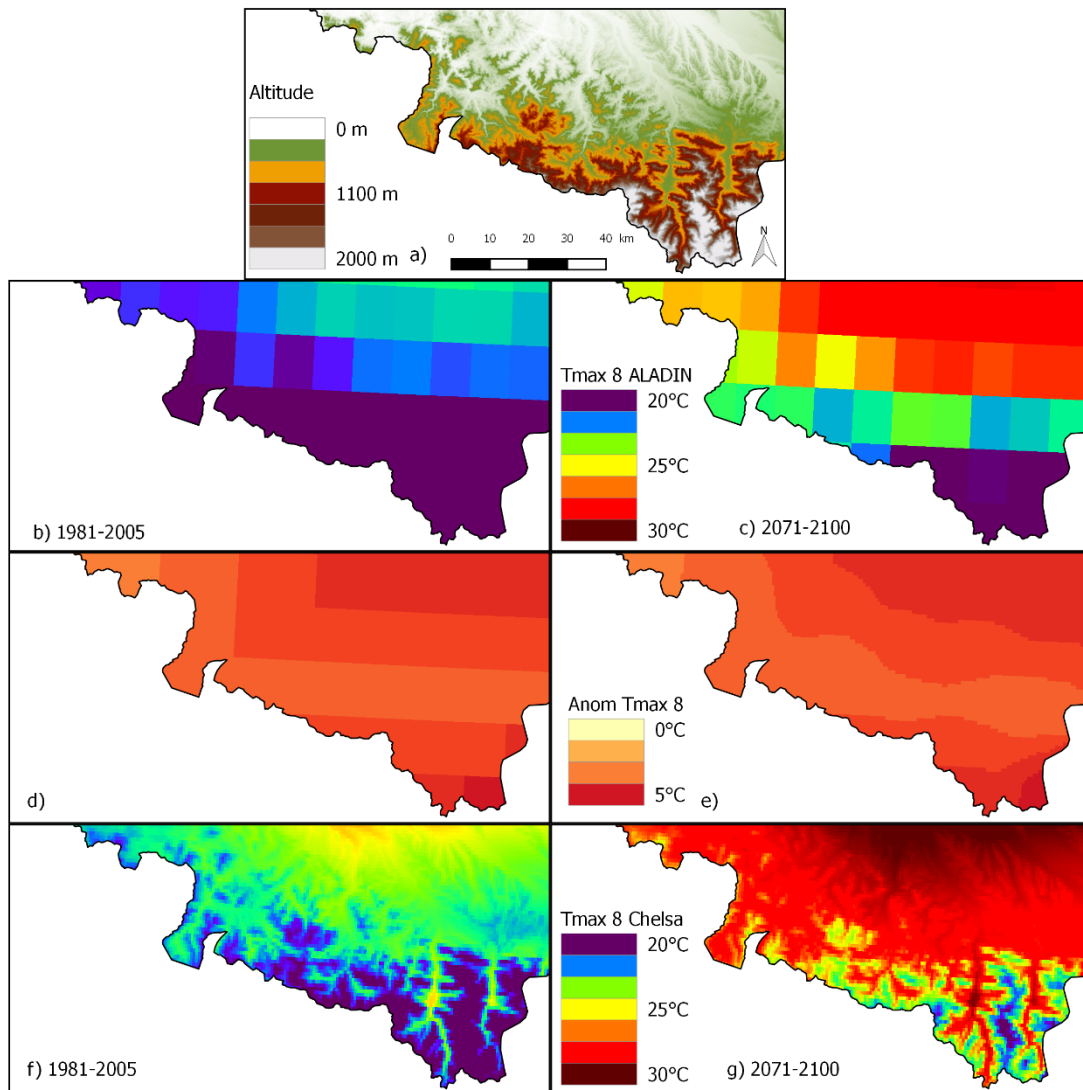 Altitude
0 m
1100 m
2000 m
a)
0 10 20 30 40 km
N
Tmax 8 ALADIN
20°C
25°C
30°C
b) 1981-2005
c) 2071-2100
Anom Tmax 8
0°C
5°C
d)
e)
Tmax 8 Chelsa
20°C
25°C
30°C
f) 1981-2005
g) 2071-2100